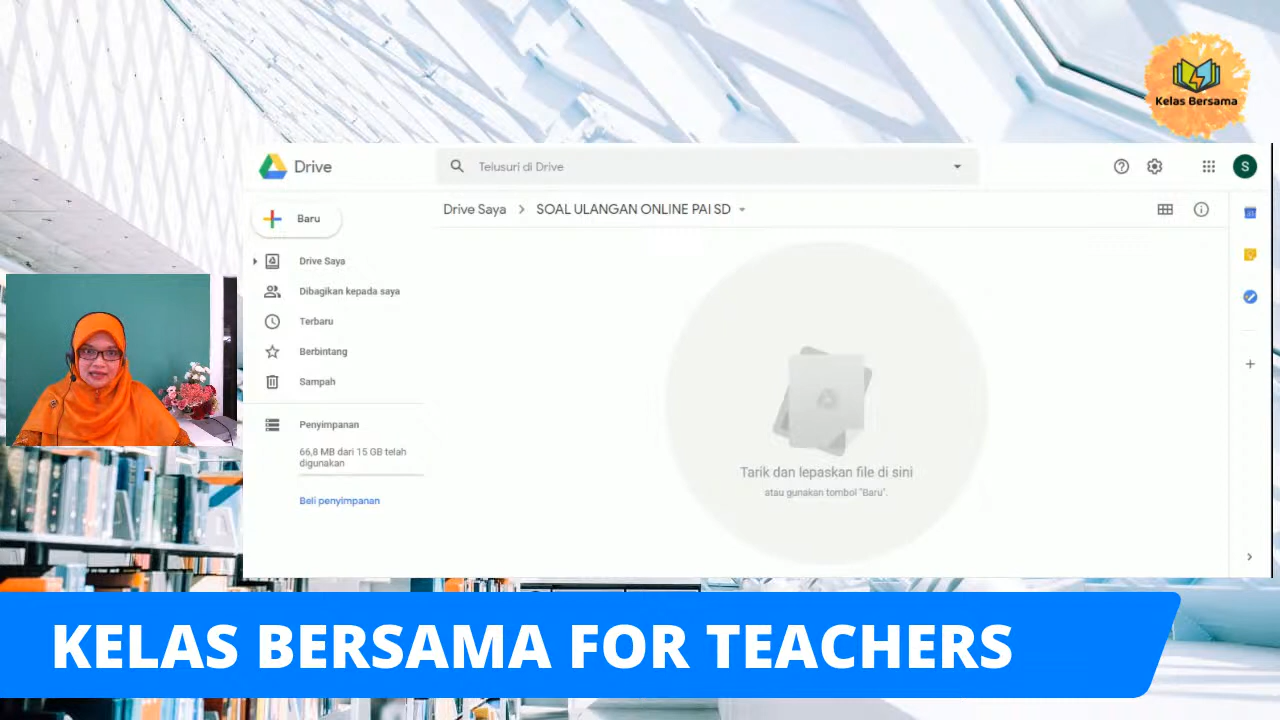 Kelas Bersama
Drive
Telusuri di Drive
S
Baru
Drive Saya > SOAL ULANGAN ONLINE PAI SD
Drive Saya
Dibagikan kepada saya
Terbaru
Berbintang
Sampah
Penyimpanan
66,8 MB dari 15 GB telah
digunakan
Beli penyimpanan
Tarik dan lepaskan file di sini
atau gunakan tombol "Baru".
KELAS BERSAMA FOR TEACHERS